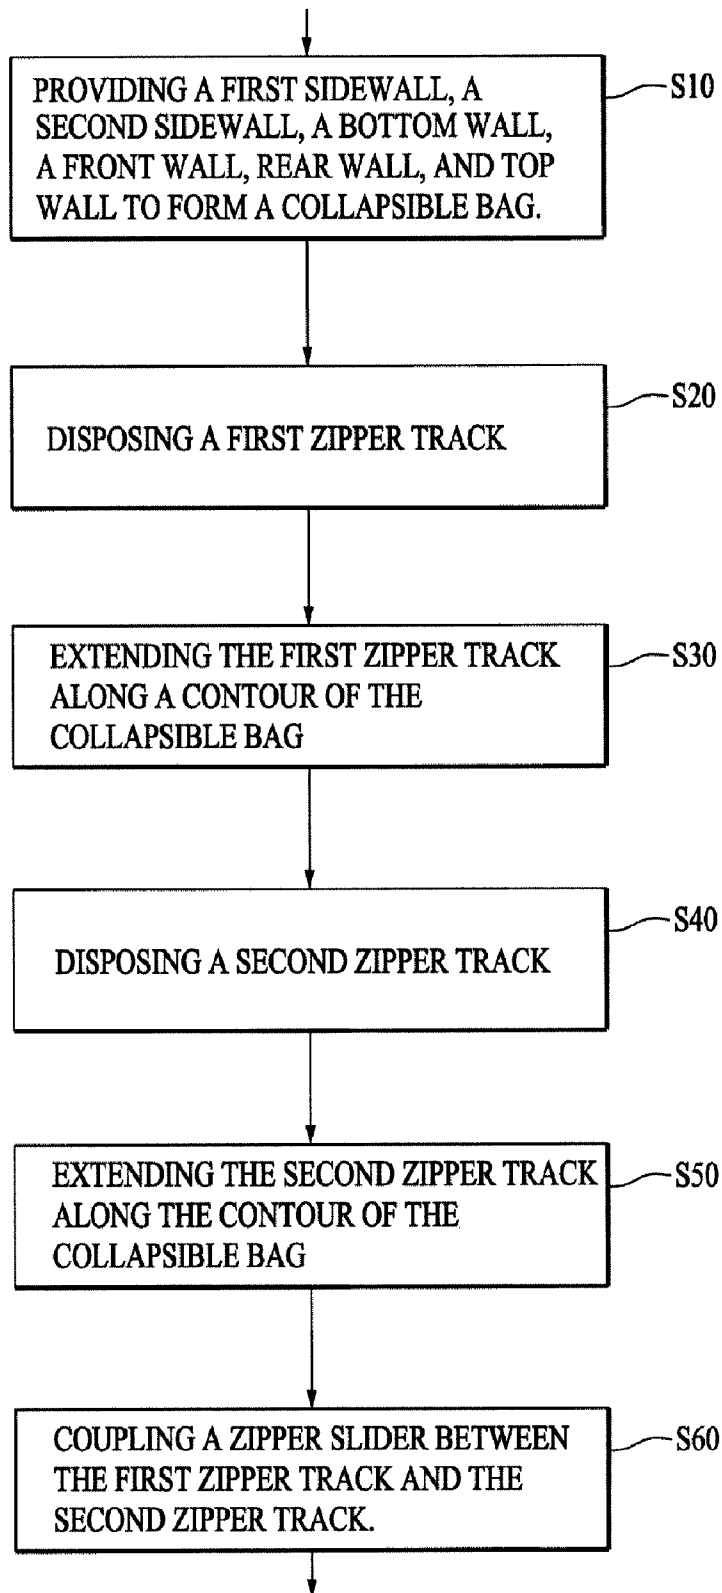 PROVIDING A FIRST SIDEWALL, A
SECOND SIDEWALL, A BOTTOM WALL,
A FRONT WALL, REAR WALL, AND TOP
WALL TO FORM A COLLAPSIBLE BAG.
S10
DISPOSING A FIRST ZIPPER TRACK
S20
EXTENDING THE FIRST ZIPPER TRACK
ALONG A CONTOUR OF THE
COLLAPSIBLE BAG
S30
DISPOSING A SECOND ZIPPER TRACK
S40
EXTENDING THE SECOND ZIPPER TRACK
ALONG THE CONTOUR OF THE
COLLAPSIBLE BAG
S50
COUPLING A ZIPPER SLIDER BETWEEN
THE FIRST ZIPPER TRACK AND THE
SECOND ZIPPER TRACK.
S60